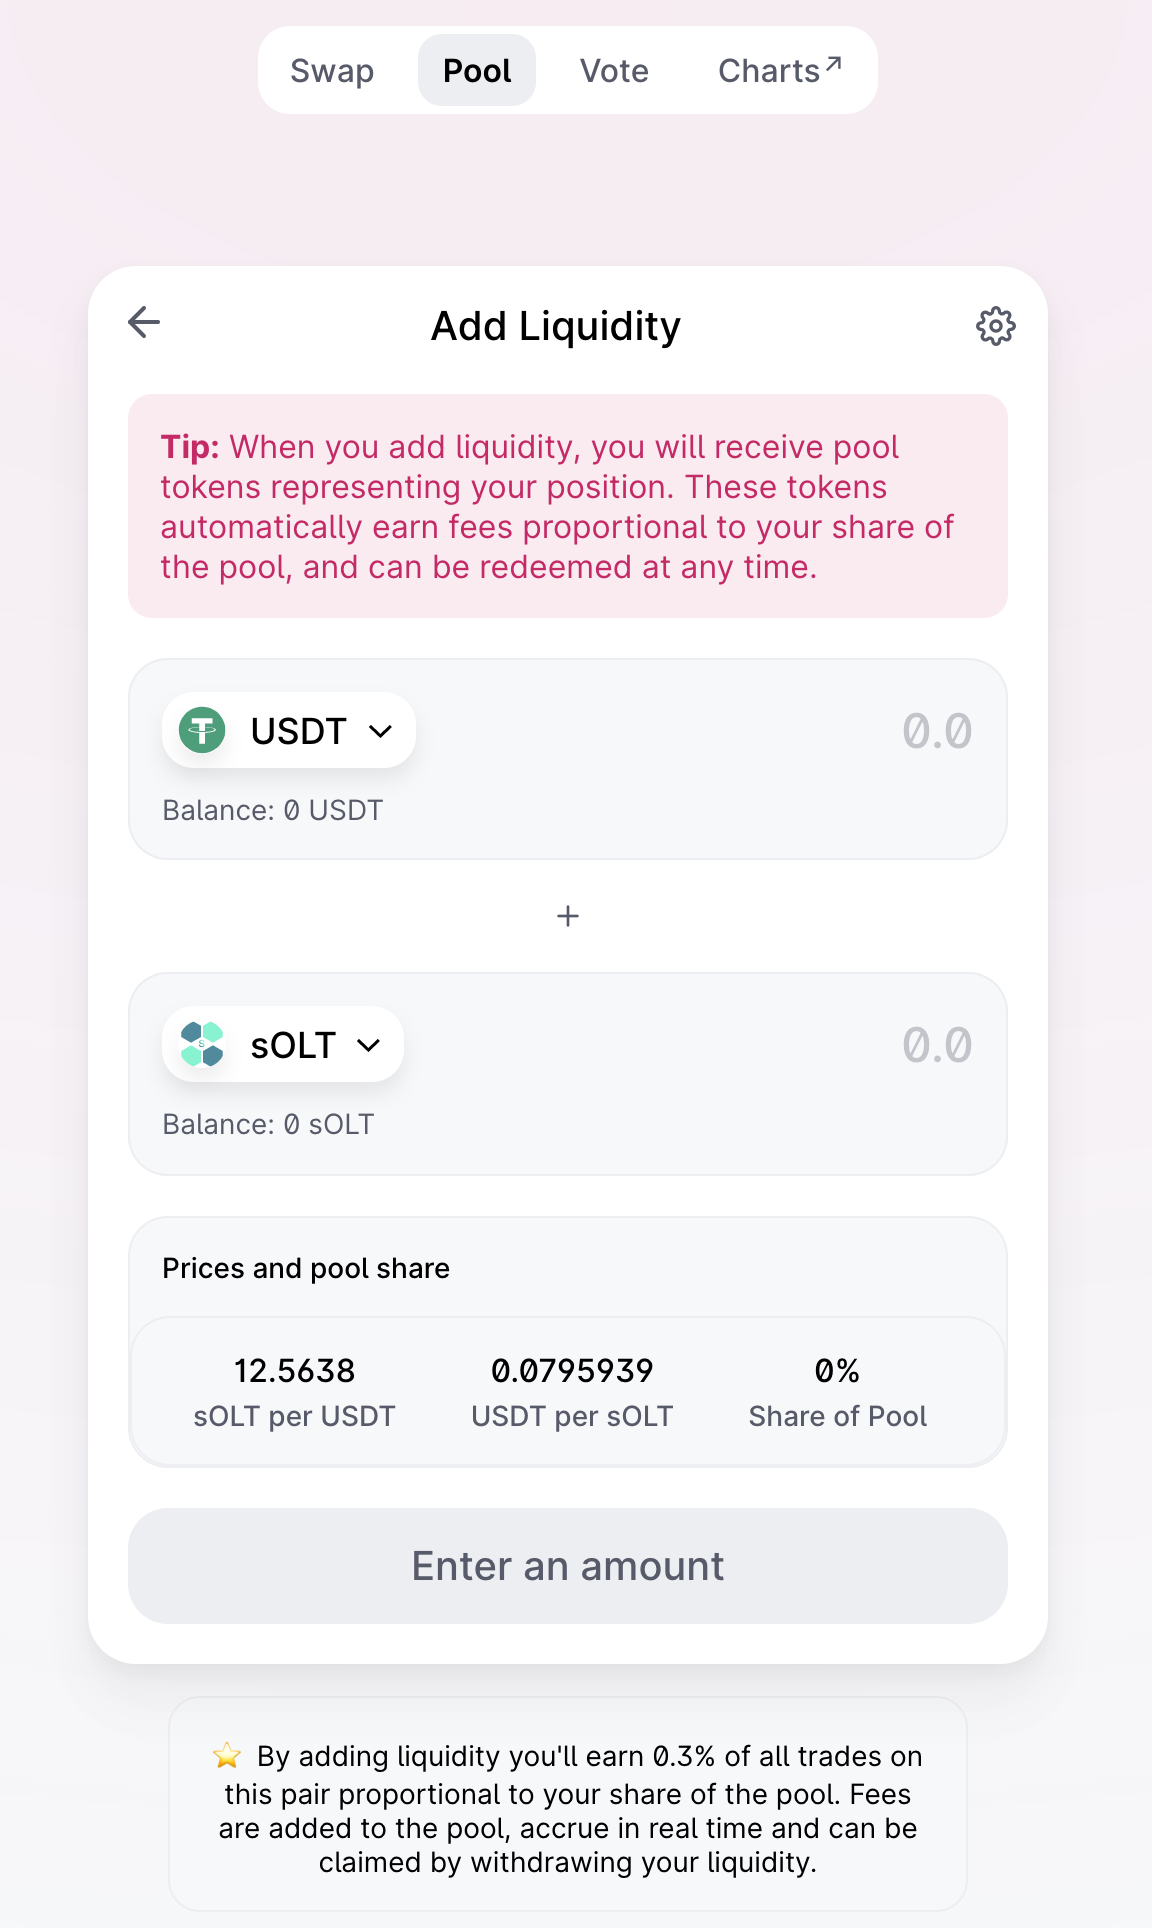 Swap Pool Vote Charts↗
Add Liquidity
Tip: When you add liquidity, you will receive pool
tokens representing your position. These tokens
automatically earn fees proportional to your share of
the pool, and can be redeemed at any time.
USDT 0.0
Balance: 0 USDT
+
sOLT 0.0
Balance: 0 sOLT
Prices and pool share
12.5638 0.0795939 0%
sOLT per USDT USDT per sOLT Share of Pool
Enter an amount
⭐ By adding liquidity you'll earn 0.3% of all trades on
this pair proportional to your share of the pool. Fees
are added to the pool, accrue in real time and can be
claimed by withdrawing your liquidity.